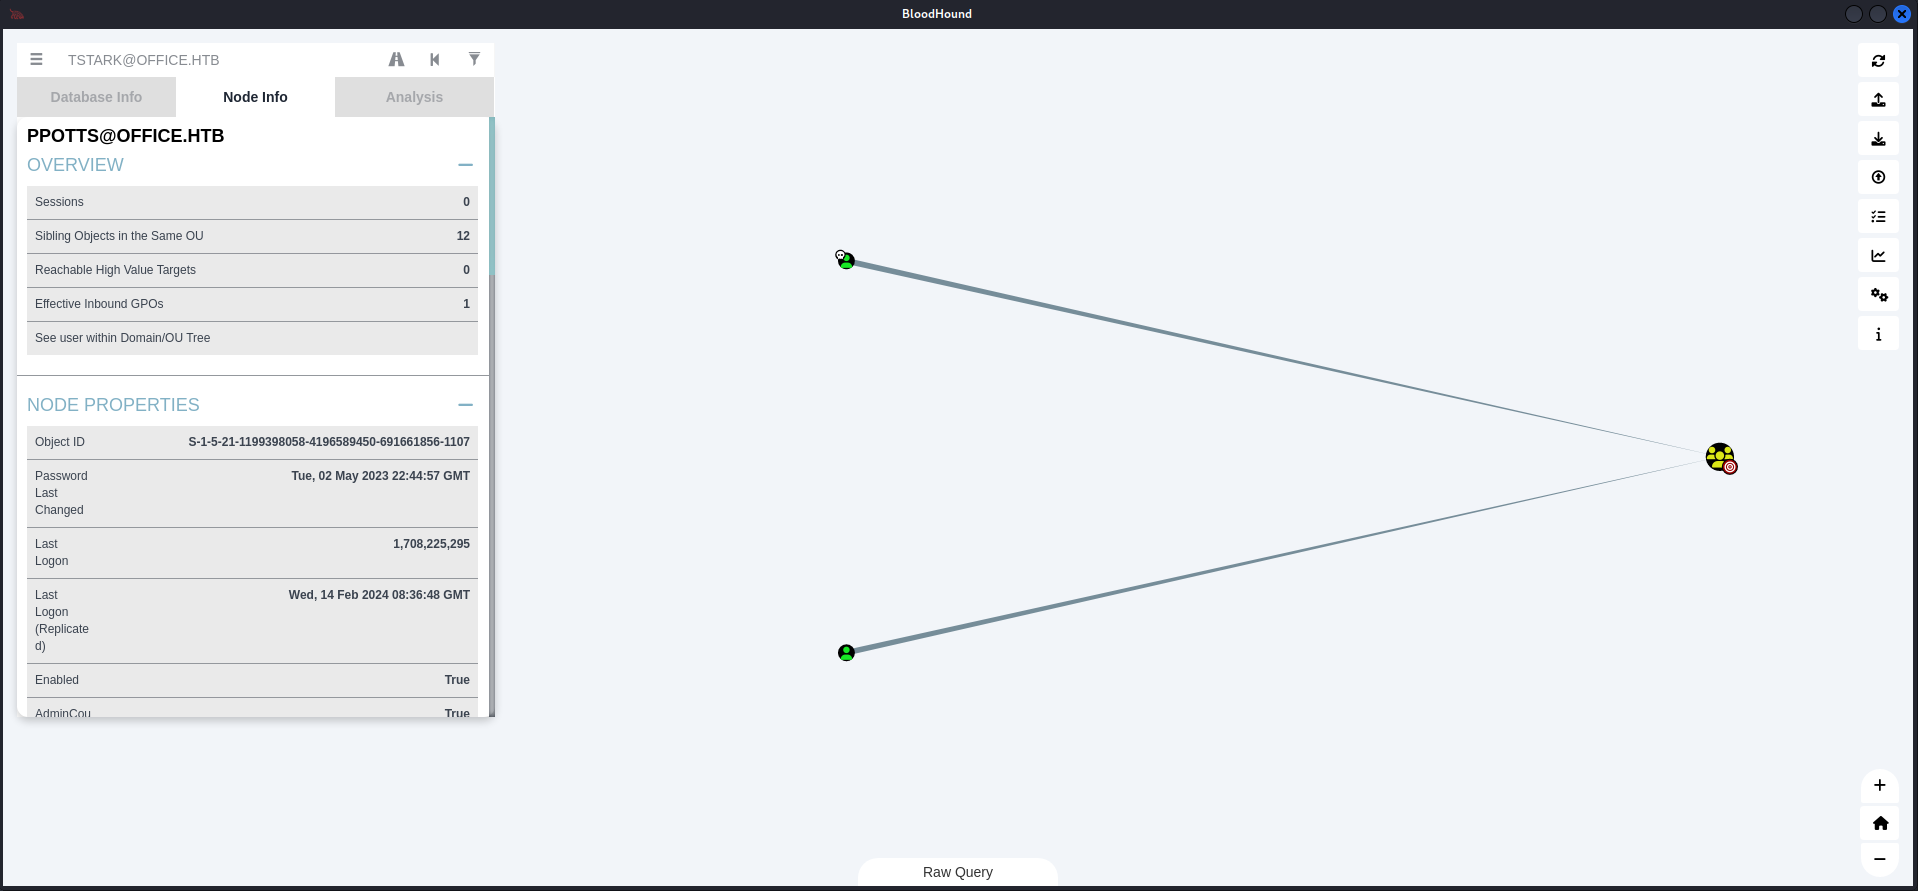 BloodHound
TSTARK@OFFICE.HTB
Database Info
Node Info
Analysis
PPOTTS@OFFICE.HTB
OVERVIEW
Sessions 0
Sibling Objects in the Same OU 12
Reachable High Value Targets 0
Effective Inbound GPOs 1
See user within Domain/OU Tree
NODE PROPERTIES
Object ID S-1-5-21-1199398058-4196589450-691661856-1107
Password Tue, 02 May 2023 22:44:57 GMT
Last
Changed
Last 1,708,225,295
Logon
Last Wed, 14 Feb 2024 08:36:48 GMT
Logon
(Replicate
d)
Enabled True
AdminCou True
Raw Query